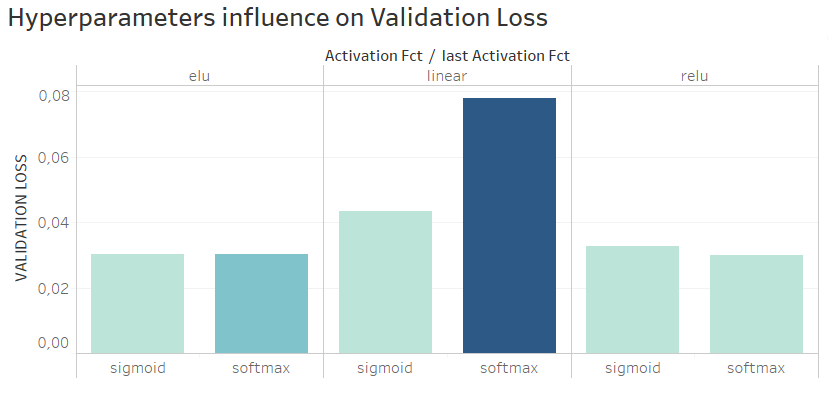 Hyperparameters influence on Validation Loss
Activation Fct / last Activation Fct
elu linear relu
VALIDATION LOSS
0,08
0,06
0,04
0,02
0,00
sigmoid softmax sigmoid softmax sigmoid softmax